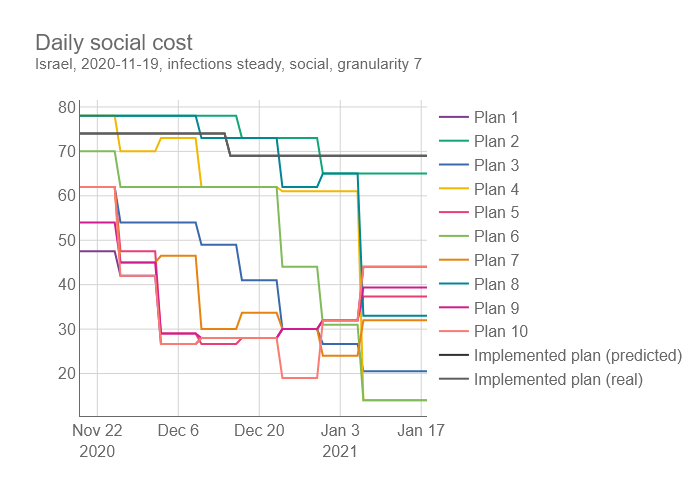 Daily social cost
Israel, 2020-11-19, infections steady, social, granularity 7
80
70
60
50
40
30
20
Nov 22
2020
Dec 6
Dec 20
Jan 3
2021
Jan 17
Plan 1
Plan 2
Plan 3
Plan 4
Plan 5
Plan 6
Plan 7
Plan 8
Plan 9
Plan 10
Implemented plan (predicted)
Implemented plan (real)